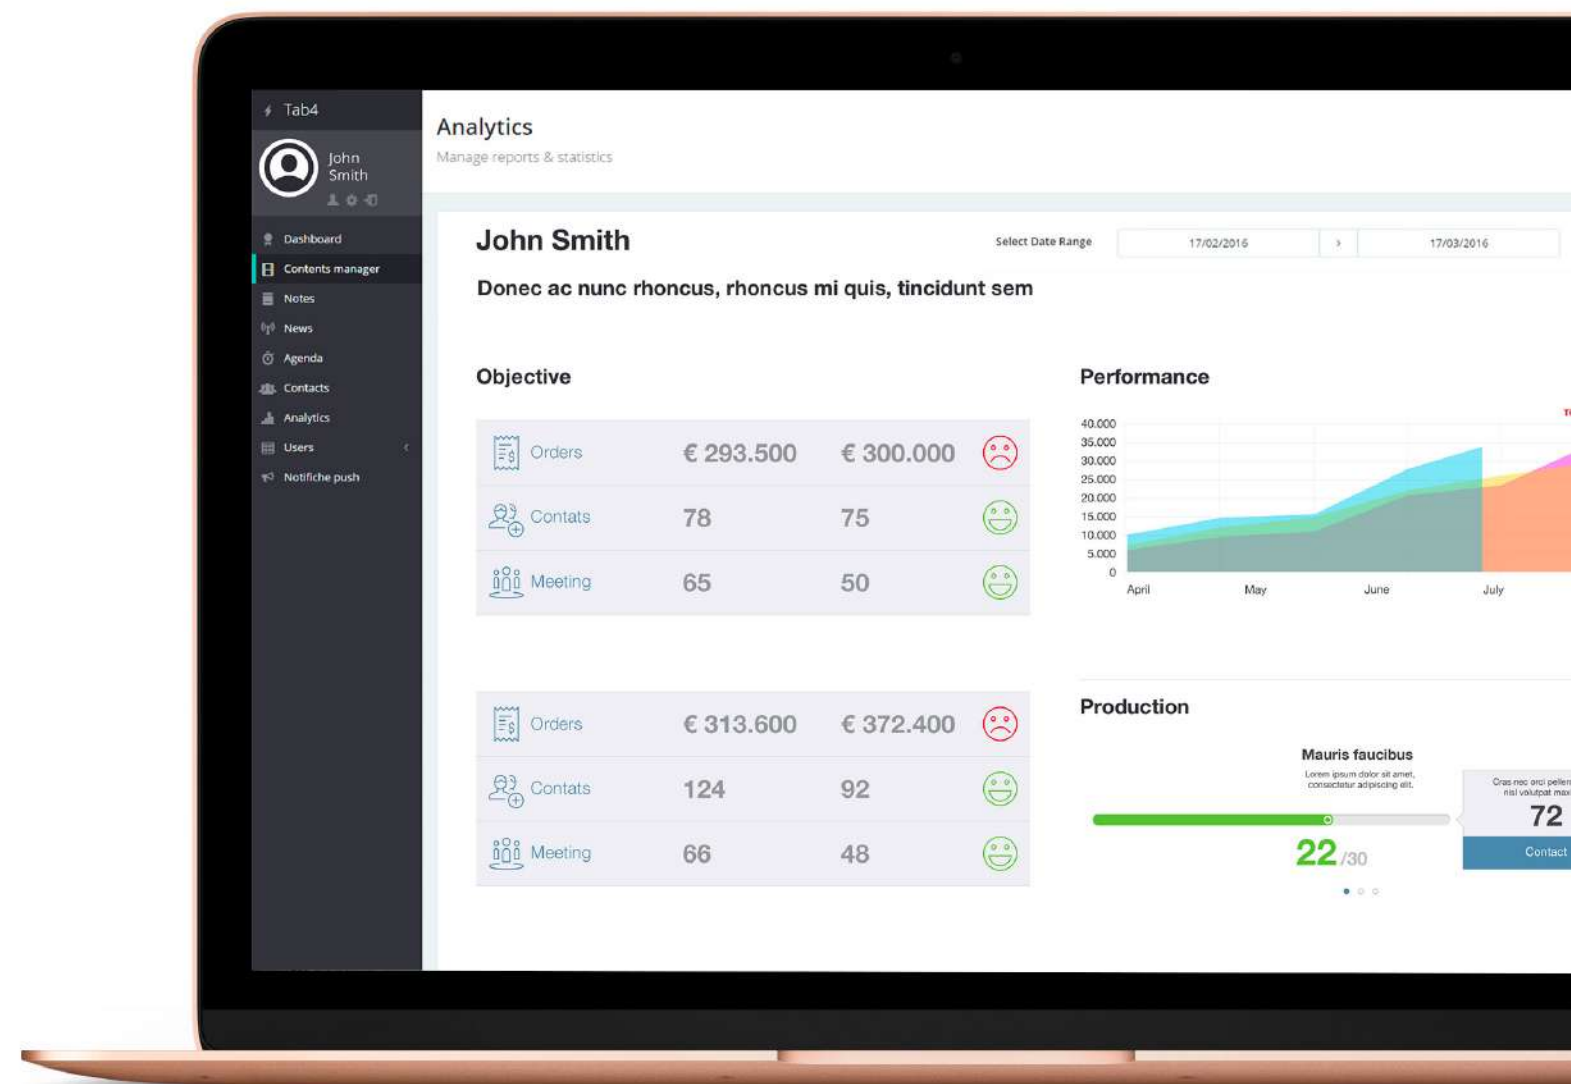 Tab4
John
Smith
Dashboard
Contents manager
Notes
News
Agenda
Contacts
Analytics
Users
Notifiche push
Analytics
Manage reports & statistics
John Smith
Select Date Range
17/02/2016
17/03/2016
Donec ac nunc rhoncus, rhoncus mi quis, tincidunt sem
Objective
Orders € 293.500 € 300.000
Contats 78 75
Meeting 65 50
Orders € 313.600 € 372.400
Contats 124 92
Meeting 66 48
Performance
40.000
35.000
30.000
25.000
20.000
15.000
10.000
5.000
0
April May June July
Production
Mauris faucibus
Lorem ipsum dolor sit amet,
consectetur adipiscing elit.
22 /30
Cras nec orci
nisl volutpat
72
Contact